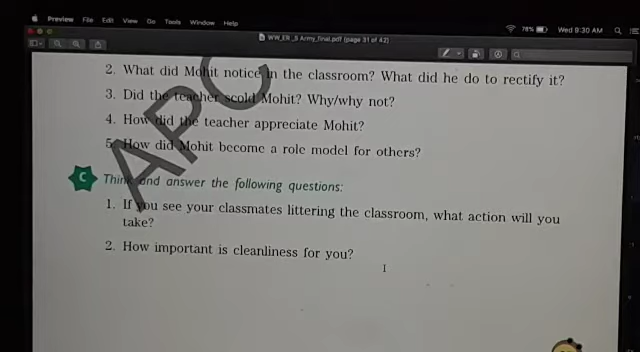 Preview File Edit View Go Tools Window Help
78% Wed 9:30 AM
WW_ER _5 Army_final.pdf (page 31 of 42)
2. What did Mohit notice in the classroom? What did he do to rectify it?
3. Did the teacher scold Mohit? Why/why not?
4. How did the teacher appreciate Mohit?
5. How did Mohit become a role model for others?
C Think and answer the following questions:
1. If you see your classmates littering the classroom, what action will you
take?
2. How important is cleanliness for you?
APC